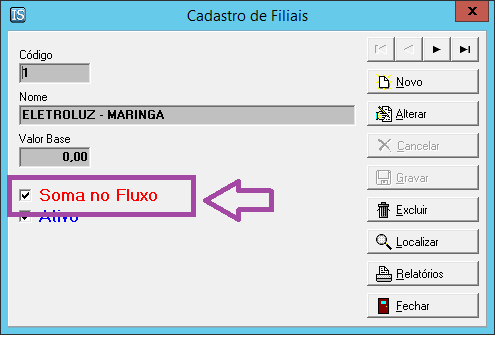 TS
Cadastro de Filiais
x
Código
1
Nome
ELETROLUZ - MARINGA
Valor Base
0,00
Soma no Fluxo
Ativo
Novo
Alterar
Cancelar
Gravar
Excluir
Localizar
Relatórios
Fechar